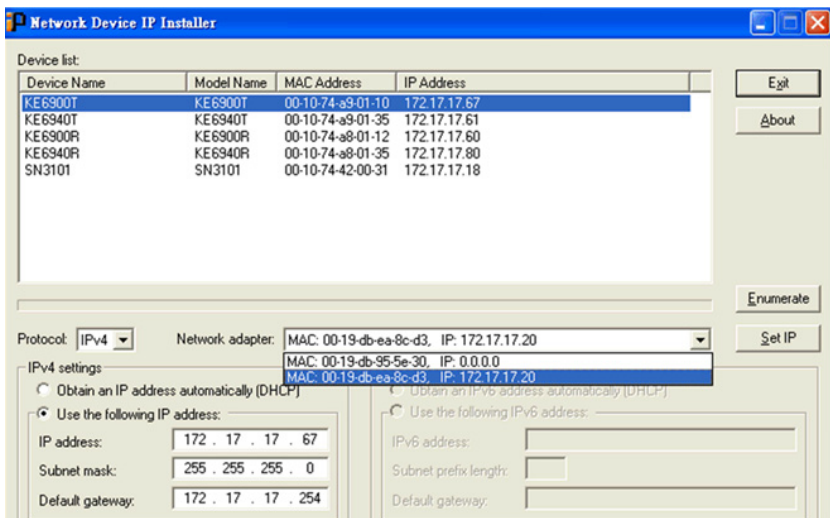 Network Device IP Installer
Device list:
Device Name Model Name MAC Address IP Address
KE6900T KE6900T 00-10-74-a9-01-10 172.17.17.67
KE6940T KE6940T 00-10-74-a9-01-35 172.17.17.61
KE6900R KE6900R 00-10-74-a8-01-12 172.17.17.60
KE6940R KE6940R 00-10-74-a8-01-35 172.17.17.80
SN3101 SN3101 00-10-74-42-00-31 172.17.17.18
Exit
About
Enumerate
Protocol: IPv4 Network adapter: MAC: 00-19-db-ea-8c-d3, IP: 172.17.17.20 Set IP
MAC: 00-19-db-95-5e-30, IP: 0.0.0.0
MAC: 00-19-db-ea-8c-d3, IP: 172.17.17.20
IPv4 settings
Obtain an IP address automatically (DHCP) Obtain an IPv6 address automatically (DHCP)
Use the following IP address: Use the following IPv6 address:
IP address: 172 . 17 . 17 . 67 IPv6 address:
Subnet mask: 255 . 255 . 255 . 0 Subnet prefix length:
Default gateway: 172 . 17 . 17 . 254 Default gateway: